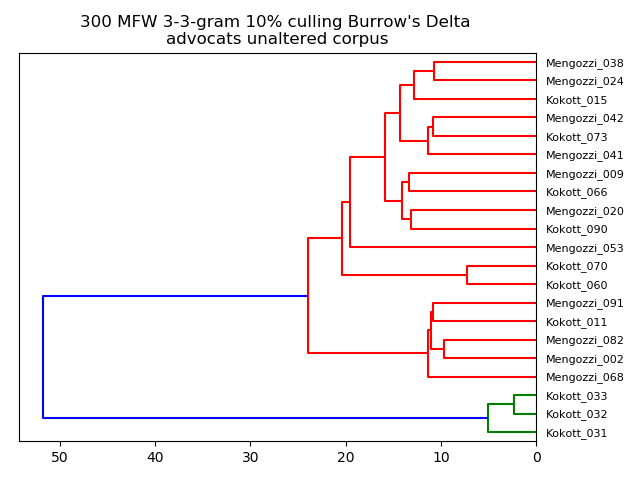 300 MFW 3-3-gram 10% culling Burrow's Delta
advocats unaltered corpus
Mengozzi_038
Mengozzi_024
Kokott_015
Mengozzi_042
Kokott_073
Mengozzi_041
Mengozzi_009
Kokott_066
Mengozzi_020
Kokott_090
Mengozzi_053
Kokott_070
Kokott_060
Mengozzi_091
Kokott_011
Mengozzi_082
Mengozzi_002
Mengozzi_068
Kokott_033
Kokott_032
Kokott_031
50 40 30 20 10 0